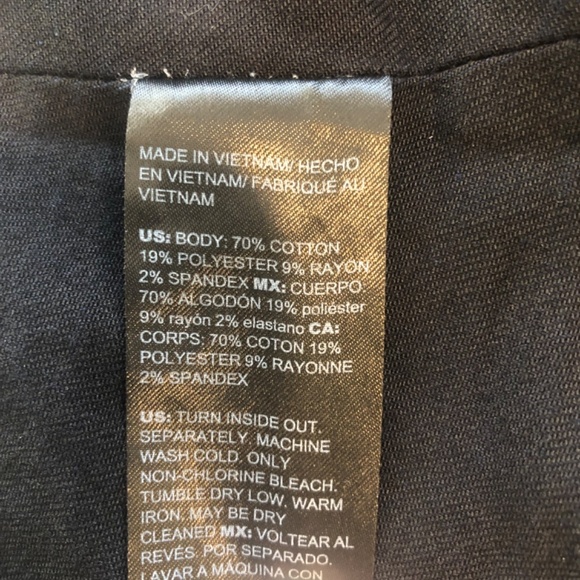 MADE IN VIETNAM/ HECHO
EN VIETNAM/ FABRIQUÉ AU
VIETNAM
US: BODY: 70% COTTON
19% POLYESTER 9% RAYON
2% SPANDEX MX: CUERPO:
70% ALGODÓN 19% poliéster
9% rayón 2% elastano CA:
CORPS: 70% COTON 19%
POLYESTER 9% RAYONNE
2% SPANDEX
US: TURN INSIDE OUT.
SEPARATELY. MACHINE
WASH COLD. ONLY
NON-CHLORINE BLEACH.
TUMBLE DRY LOW. WARM
IRON. MAY BE DRY
CLEANED MX: VOLTEAR AL
REVÉS. POR SEPARADO.
LAVAR A MÁQUINA CON